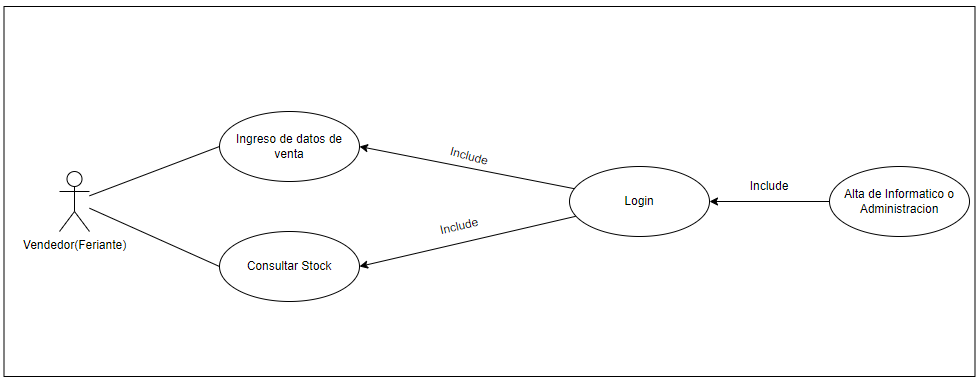 Ingreso de datos de
venta
Include
Vendedor(Feriante)
Consultar Stock
Include
Login
Include
Alta de Informatico o
Administracion